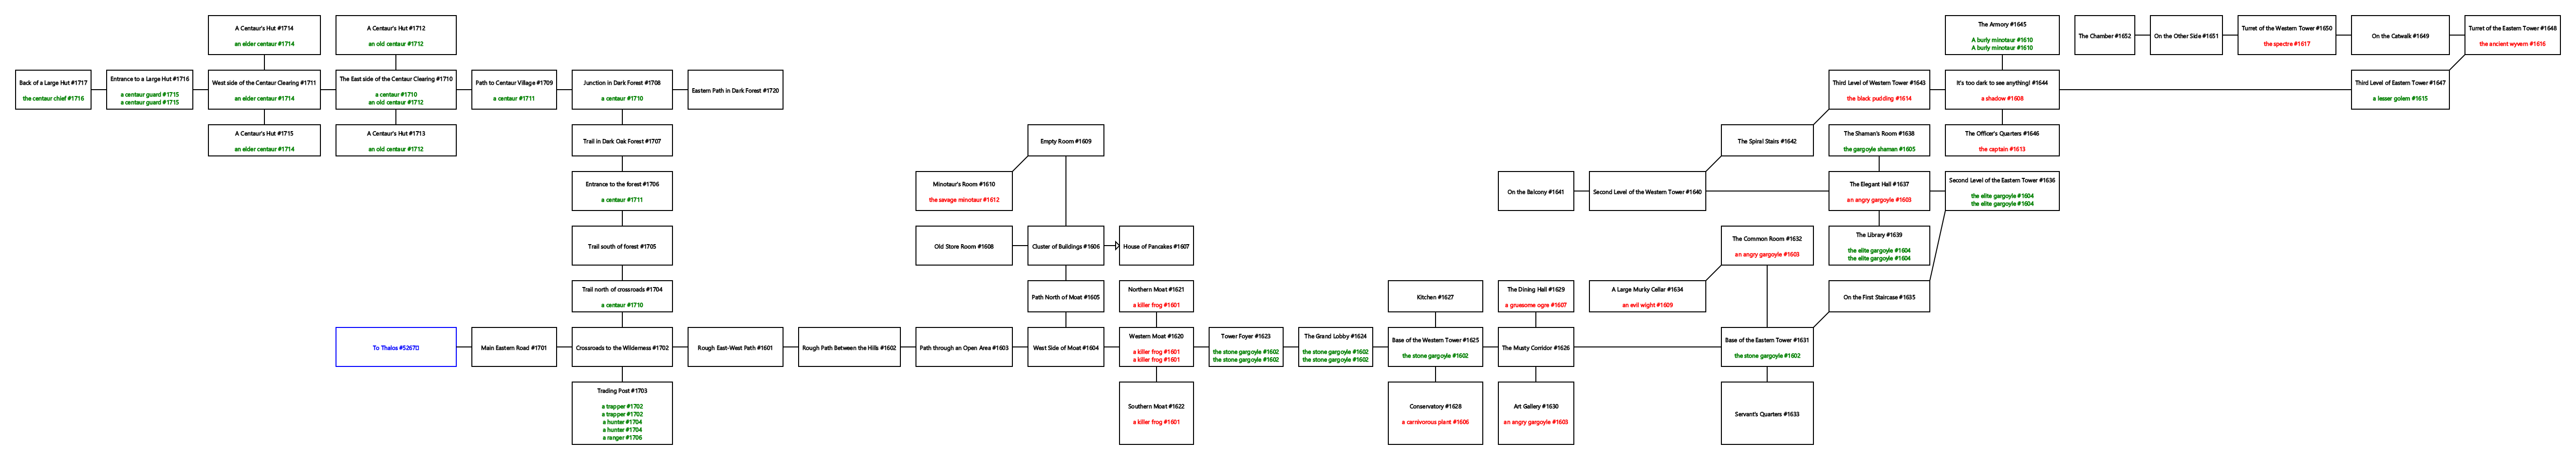 A Centaur's Hut #1714
an elder centaur #1714
A Centaur's Hut #1712
an old centaur #1712
The Armory #1645
A burly minotaur #1610
A burly minotaur #1610
The Chamber #1652
On the Other Side #1651
Turret of the Western Tower #1650
the spectre #1617
On the Catwalk #1649
Turret of the Eastern Tower #1648
the ancient wyvern #1616
Back of a Large Hut #1717
the centaur chief #1716
Entrance to a Large Hut #1716
a centaur guard #1715
a centaur guard #1715
West side of the Centaur Clearing #1711
an elder centaur #1714
The East side of the Centaur Clearing #1710
a centaur #1710
an old centaur #1712
Path to Centaur Village #1709
a centaur #1711
Junction in Dark Forest #1708
a centaur #1710
Eastern Path in Dark Forest #1720
Third Level of Western Tower #1643
the black pudding #1614
It's too dark to see anything! #1644
a shadow #1608
Third Level of Eastern Tower #1647
a lesser golem #1615
A Centaur's Hut #1715
an elder centaur #1714
A Centaur's Hut #1713
an old centaur #1712
Trail in Dark Oak Forest #1707
Empty Room #1609
The Spiral Stairs #1642
The Shaman's Room #1638
the gargoyle shaman #1605
The Officer's Quarters #1646
the captain #1613
Entrance to the forest #1706
a centaur #1711
Minotaur's Room #1610
the savage minotaur #1612
On the Balcony #1641
Second Level of the Western Tower #1640
The Elegant Hall #1637
an angry gargoyle #1603
Second Level of the Eastern Tower #1636
the elite gargoyle #1604
the elite gargoyle #1604
Trail south of forest #1705
Old Store Room #1608
Cluster of Buildings #1606
House of Pancakes #1607
The Common Room #1632
an angry gargoyle #1603
The Library #1639
the elite gargoyle #1604
the elite gargoyle #1604
Trail north of crossroads #1704
a centaur #1710
Path North of Moat #1605
Northern Moat #1621
a killer frog #1601
Kitchen #1627
The Dining Hall #1629
a gruesome ogre #1607
A Large Murky Cellar #1634
an evil wight #1609
On the First Staircase #1635
To Thalos #5267
Main Eastern Road #1701
Crossroads to the Wilderness #1702
Rough East-West Path #1601
Rough Path Between the Hills #1602
Path through an Open Area #1603
West Side of Moat #1604
Western Moat #1620
a killer frog #1601
a killer frog #1601
Tower Foyer #1623
the stone gargoyle #1602
the stone gargoyle #1602
The Grand Lobby #1624
the stone gargoyle #1602
the stone gargoyle #1602
Base of the Western Tower #1625
the stone gargoyle #1602
The Musty Corridor #1626
Base of the Eastern Tower #1631
the stone gargoyle #1602
Trading Post #1703
a trapper #1702
a trapper #1702
a hunter #1704
a hunter #1704
a ranger #1706
Southern Moat #1622
a killer frog #1601
Conservatory #1628
a carnivorous plant #1606
Art Gallery #1630
an angry gargoyle #1603
Servant's Quarters #1633